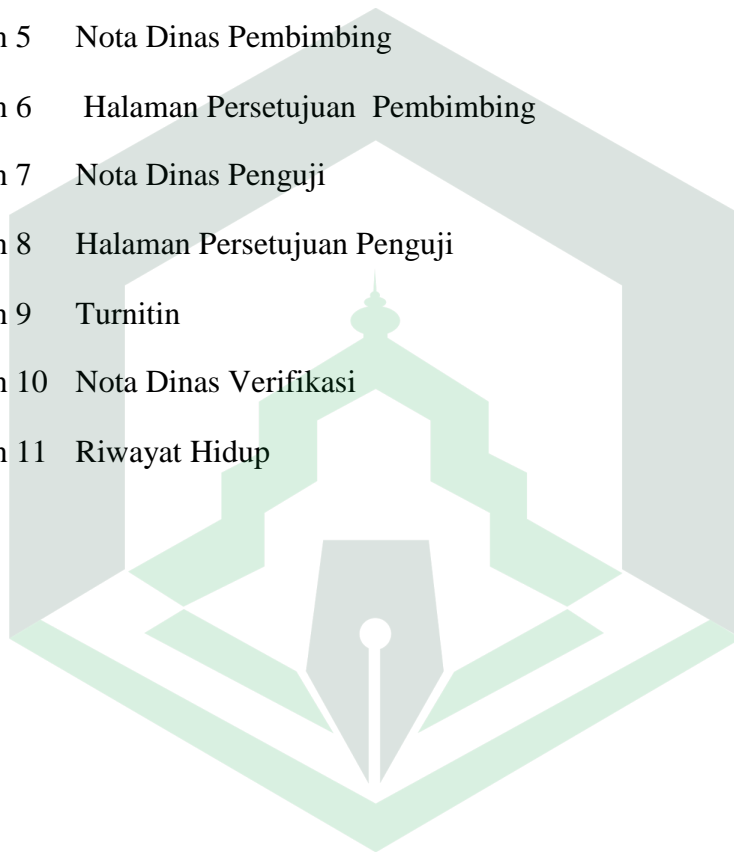 n 5 Nota Dinas Pembimbing
n 6 Halaman Persetujuan Pembimbing
n 7 Nota Dinas Penguji
n 8 Halaman Persetujuan Penguji
n 9 Turnitin
n 10 Nota Dinas Verifikasi
n 11 Riwayat Hidup